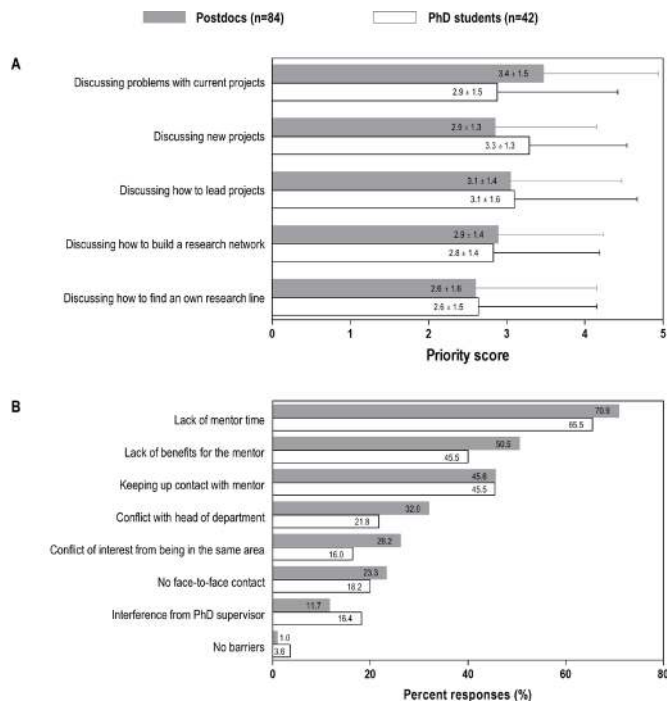 Postdocs (n=84) PhD students (n=42)
A
Discussing problems with current projects 3.4 ± 1.5
2.9 ± 1.5
Discussing new projects 2.9 ± 1.3
3.3 ± 1.3
Discussing how to lead projects 3.1 ± 1.4
3.1 ± 1.6
Discussing how to build a research network 2.9 ± 1.4
2.8 ± 1.4
Discussing how to find an own research line 2.6 ± 1.6
2.6 ± 1.5
0 1 2 3 4 5
Priority score
B
Lack of mentor time 70.9
65.5
Lack of benefits for the mentor 50.5
45.5
Keeping up contact with mentor 45.6
45.5
Conflict with head of department 32.0
21.8
Conflict of interest from being in the same area 26.2
16.0
No face-to-face contact 23.3
18.2
Interference from PhD supervisor 11.7
16.4
No barriers 1.0
3.6
0 20 40 60 80
Percent responses (%)